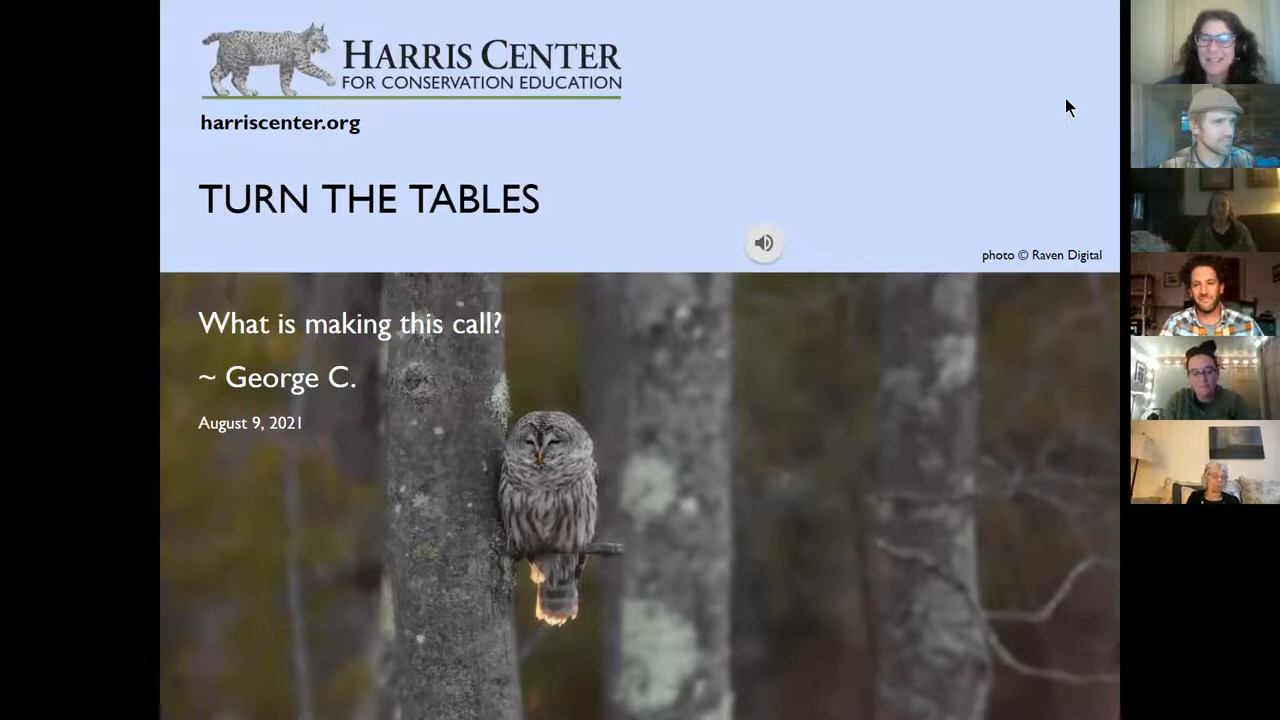 HARRIS CENTER
FOR CONSERVATION EDUCATION
harriscenter.org
TURN THE TABLES
photo © Raven Digital
What is making this call?
~ George C.
August 9, 2021